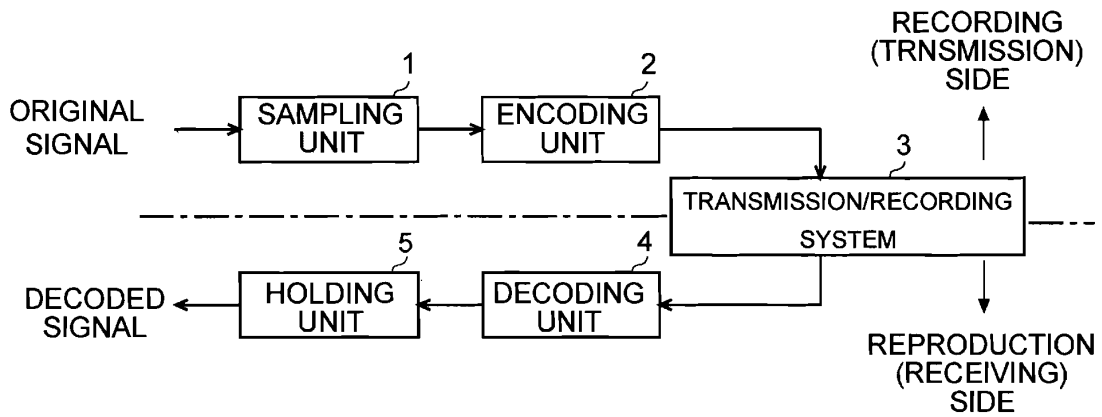 RECORDING
(TRNSMISSION)
SIDE
1
2
ORIGINAL
SIGNAL
SAMPLING
UNIT
ENCODING
UNIT
3
TRANSMISSION/RECORDING
SYSTEM
5
4
DECODED
SIGNAL
HOLDING
UNIT
DECODING
UNIT
REPRODUCTION
(RECEIVING)
SIDE